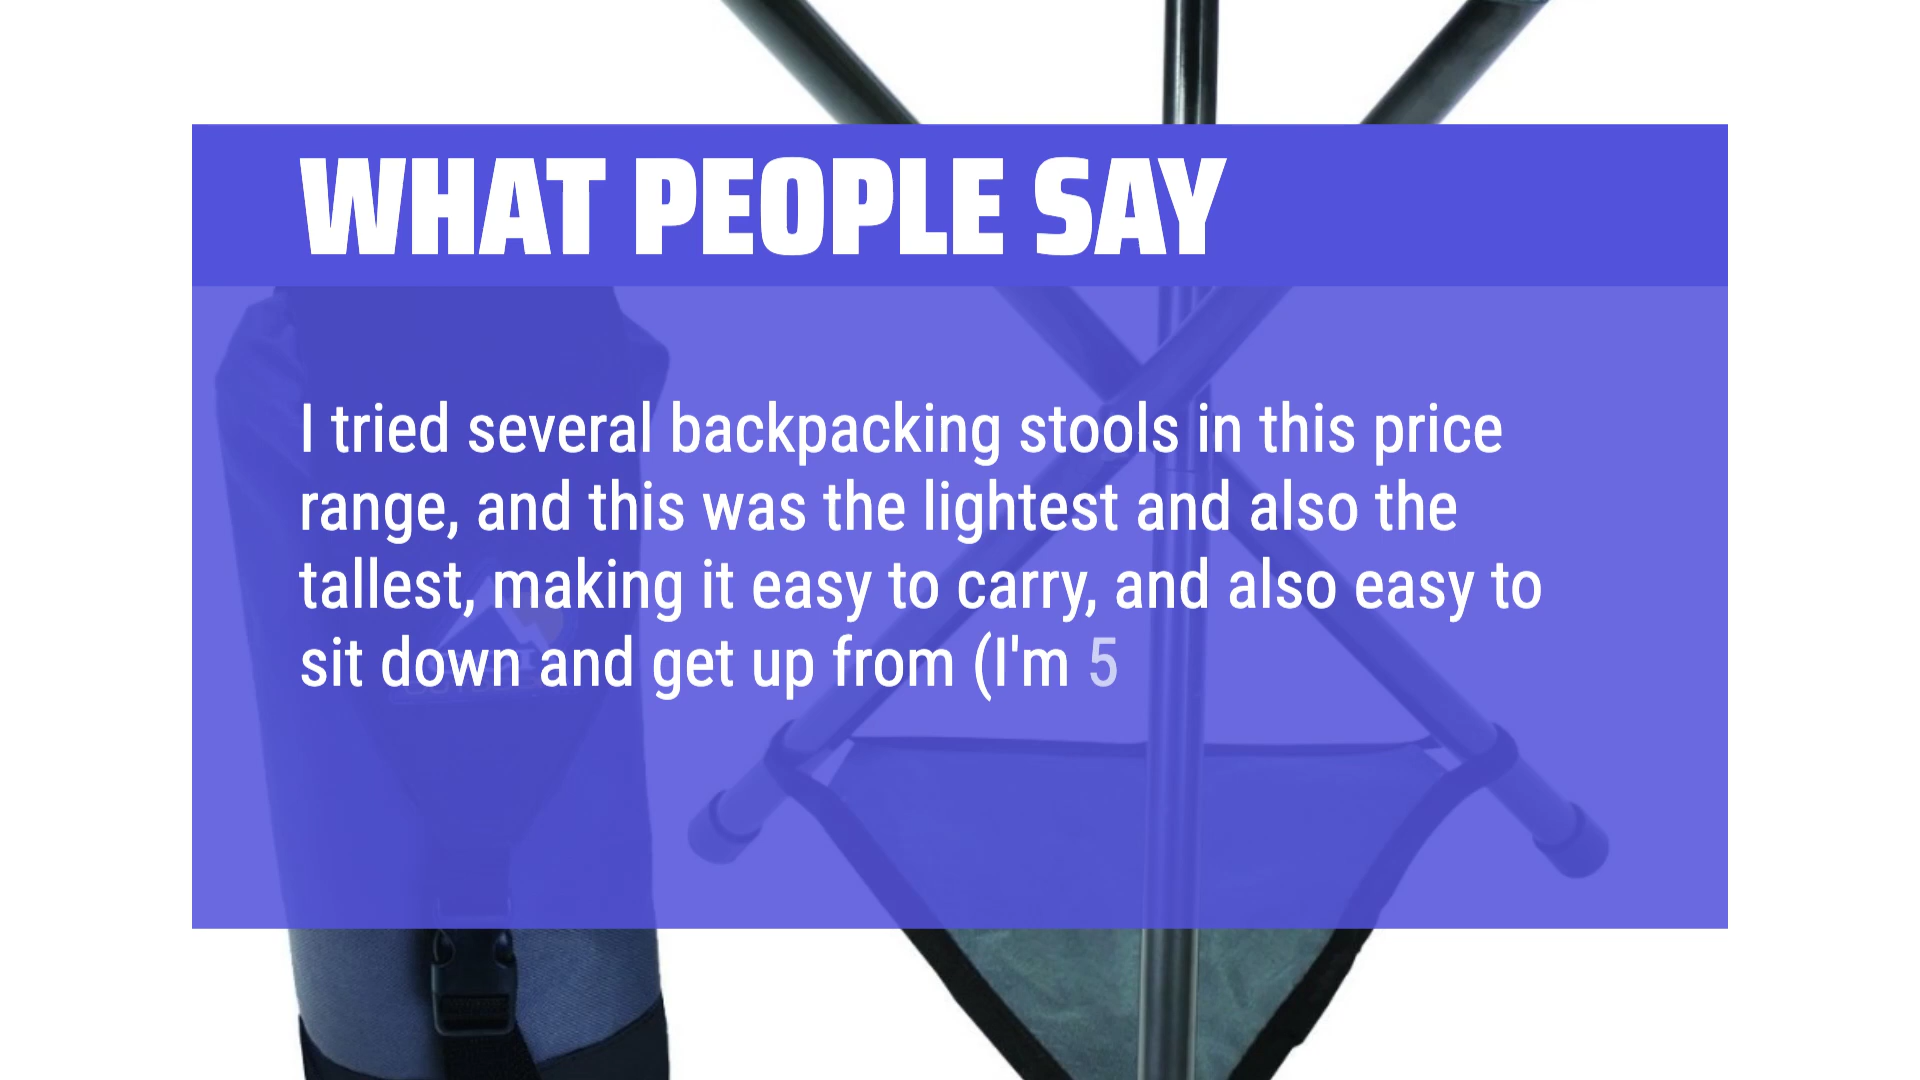 WHAT PEOPLE SAY
I tried several backpacking stools in this price
range, and this was the lightest and also the
tallest, making it easy to carry, and also easy to
sit down and get up from (I'm 5